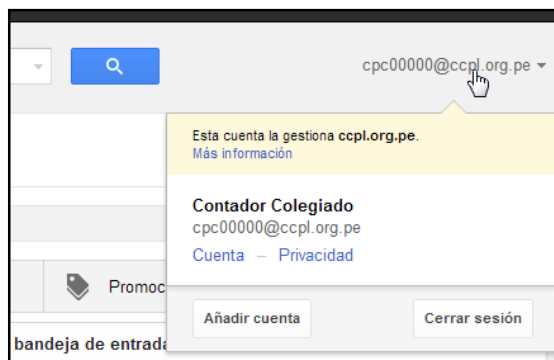 cpc00000@ccpl.org.pe
Esta cuenta la gestiona ccpl.org.pe.
Más información
Contador Colegiado
cpc00000@ccpl.org.pe
Cuenta – Privacidad
Promoc
Añadir cuenta
Cerrar sesión
bandeja de entrada